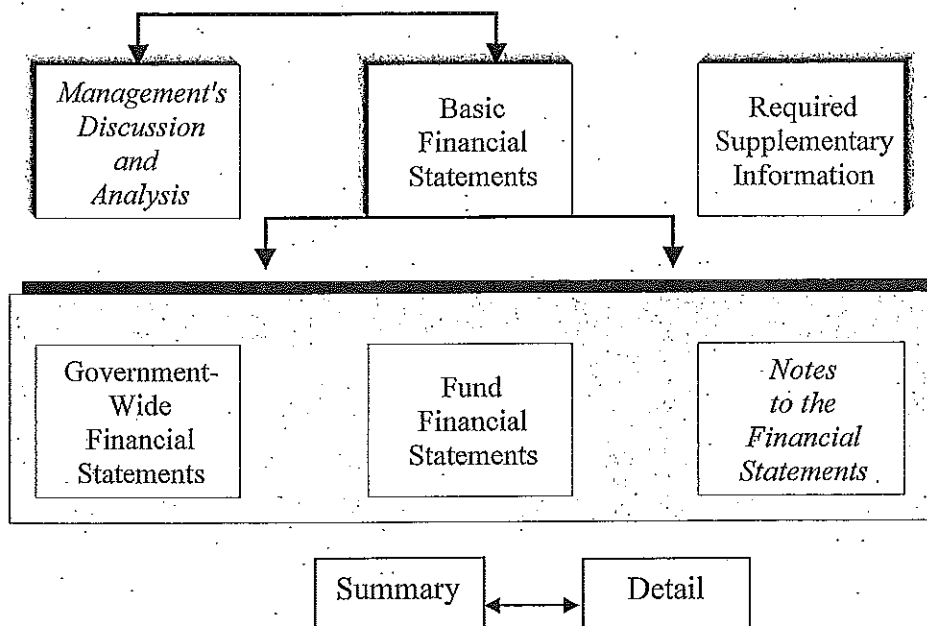 Management's
Discussion
and
Analysis
Basic
Financial
Statements
Required
Supplementary
Information
Government-
Wide
Financial
Statements
Fund
Financial
Statements
Notes
to the
Financial
Statements
Summary
Detail